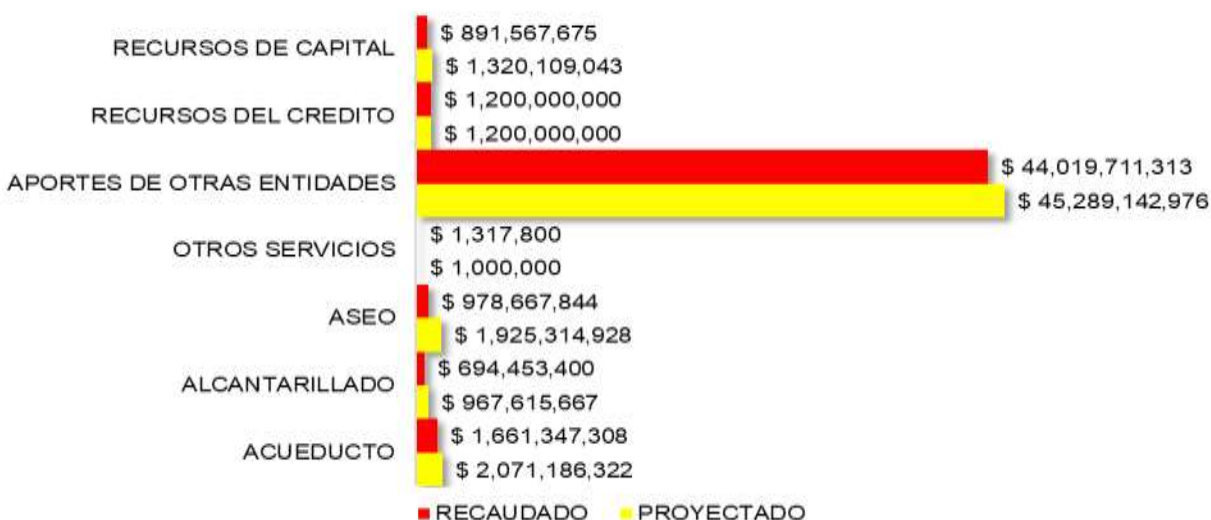 RECURSOS DE CAPITAL
$ 891,567,675
$ 1,320,109,043
RECURSOS DEL CREDITO
$ 1,200,000,000
$ 1,200,000,000
APORTES DE OTRAS ENTIDADES
$ 44,019,711,313
$ 45,289,142,976
OTROS SERVICIOS
$ 1,317,800
$ 1,000,000
ASEO
$ 978,667,844
$ 1,925,314,928
ALCANTARILLADO
$ 694,453,400
$ 967,615,667
ACUEDUCTO
$ 1,661,347,308
$ 2,071,186,322
RECAUDADO PROYECTADO